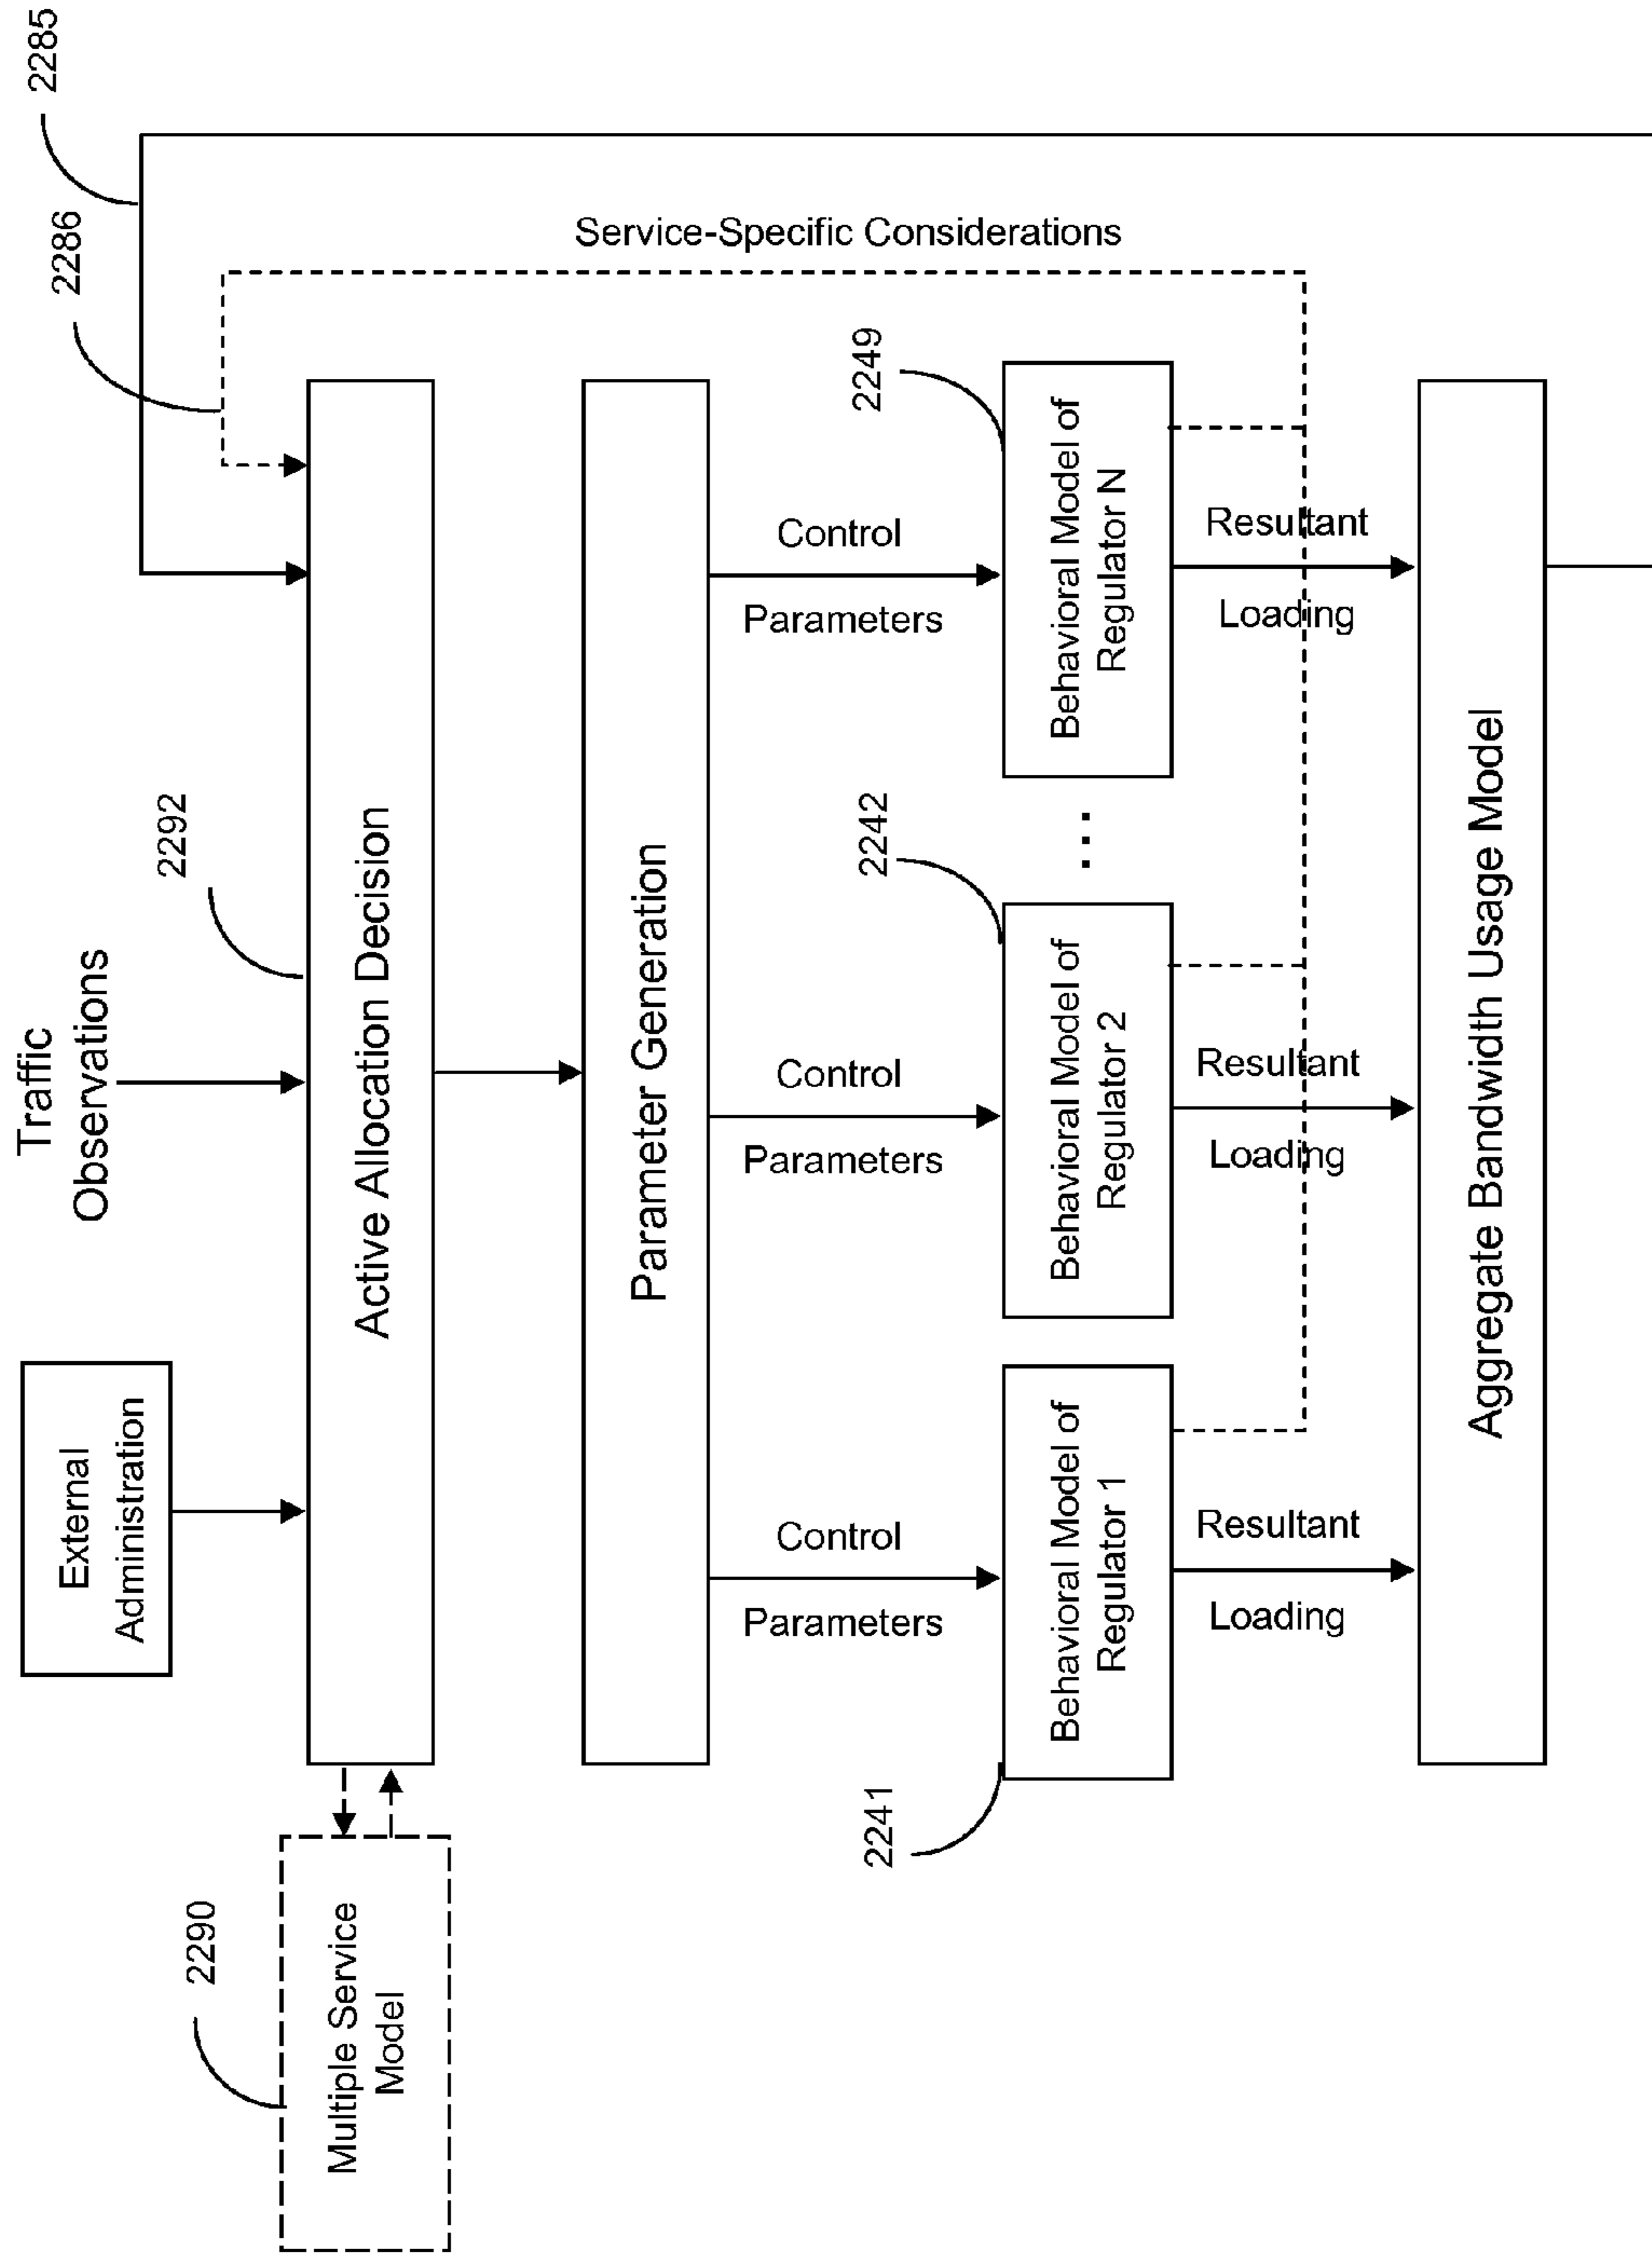 2285
2286
Service-Specific Considerations
2292
Traffic
Observations
External
Administration
Active Allocation Decision
2290
Multiple Service
Model
Parameter Generation
Control
Parameters
Control
Parameters
Control
Parameters
2249
Behavioral Model of
Regulator N
2242
...
Behavioral Model of
Regulator 2
2241
Behavioral Model of
Regulator 1
Resultant
Loading
Resultant
Loading
Resultant
Loading
Aggregate Bandwidth Usage Model